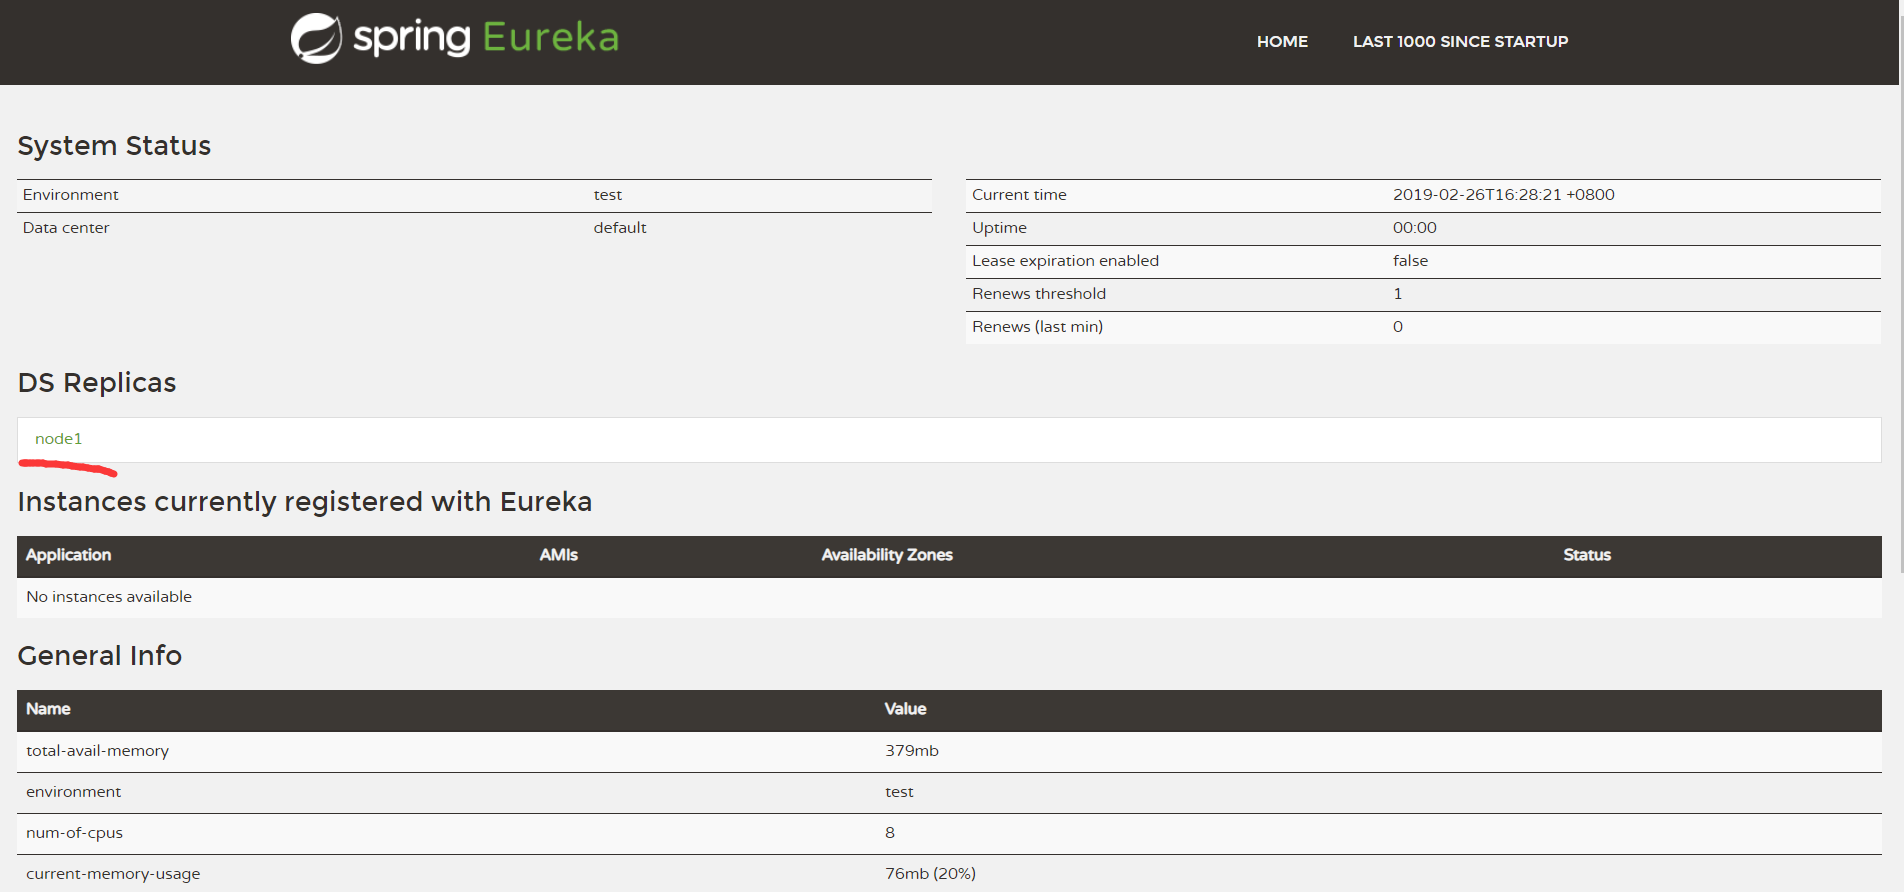 spring Eureka
HOME LAST 1000 SINCE STARTUP
System Status
Environment test
Data center default
Current time 2019-02-26T16:28:21 +0800
Uptime 00:00
Lease expiration enabled false
Renews threshold 1
Renews (last min) 0
DS Replicas
node1
Instances currently registered with Eureka
Application AMIs Availability Zones Status
No instances available
General Info
Name Value
total-avail-memory 379mb
environment test
num-of-cpus 8
current-memory-usage 76mb (20%)